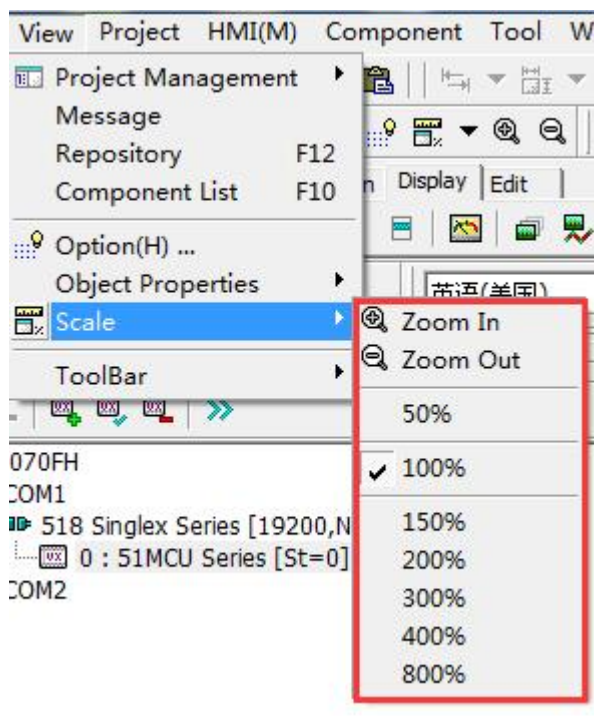 View Project HMI(M) Component Tool
Project Management
Message
Repository F12
Component List F10
Display Edit
Option(H) ...
Object Properties
英语(美国)
Scale
Zoom In
Zoom Out
ToolBar
50%
070FH
100%
COM1
518 Singlex Series [19200,N
150%
0 : 51MCU Series [St=0]
200%
COM2
300%
400%
800%